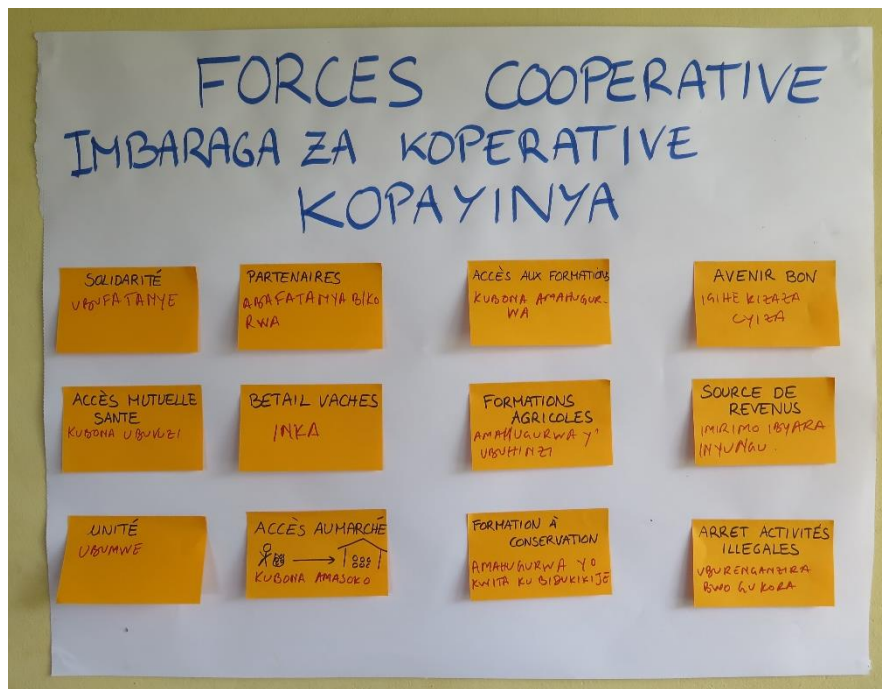 FORCES COOPERATIVE
IMBARAGA ZA KOPERATIVE
KOPAYINYA
SOLIDARITÉ
UBUFATANYE
PARTENAIRES
ABAFATANYA BIKO
RWA
ACCÈS AUX FORMATIONS
KUBONA AMAHUGUR-
WA
AVENIR BON
IGIHE KIZAZA
CYIZA
ACCÈS MUTUELLE
SANTE
KUBONA UBUVUZI
BETAIL VACHES
INKA
FORMATIONS
AGRICOLES
AMAHUGURWA Y'
UBUHINZI
SOURCE DE
REVENUS
IMIRIMO IBYARA
INYUNGU.
UNITÉ
UBUMWE
ACCÈS AU MARCHÉ
KUBONA AMASOKO
FORMATION À
CONSERVATION
AMAHUGURWA YO
KWITA KU BIDUKIKIJE
ARRET ACTIVITÉS
ILLEGALES
UBURENGANZIRA
BWO GUKORA